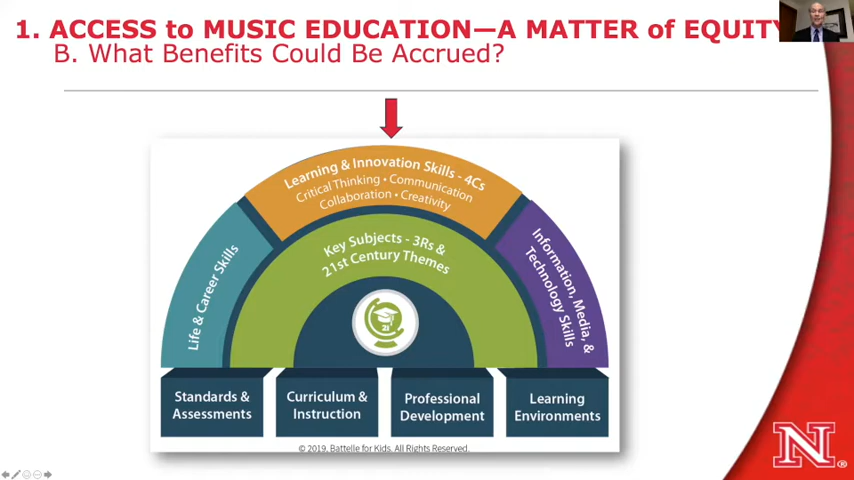 1. ACCESS to MUSIC EDUCATION—A MATTER of EQUITY
B. What Benefits Could Be Accrued?
Learning & Innovation Skills - 4Cs
Critical Thinking • Communication
Collaboration • Creativity
Key Subjects - 3Rs &
21st Century Themes
Life & Career Skills
Information, Media, &
Technology Skills
21
Standards &
Assessments
Curriculum &
Instruction
Professional
Development
Learning
Environments
© 2019, Battelle for Kids. All Rights Reserved.
N
®